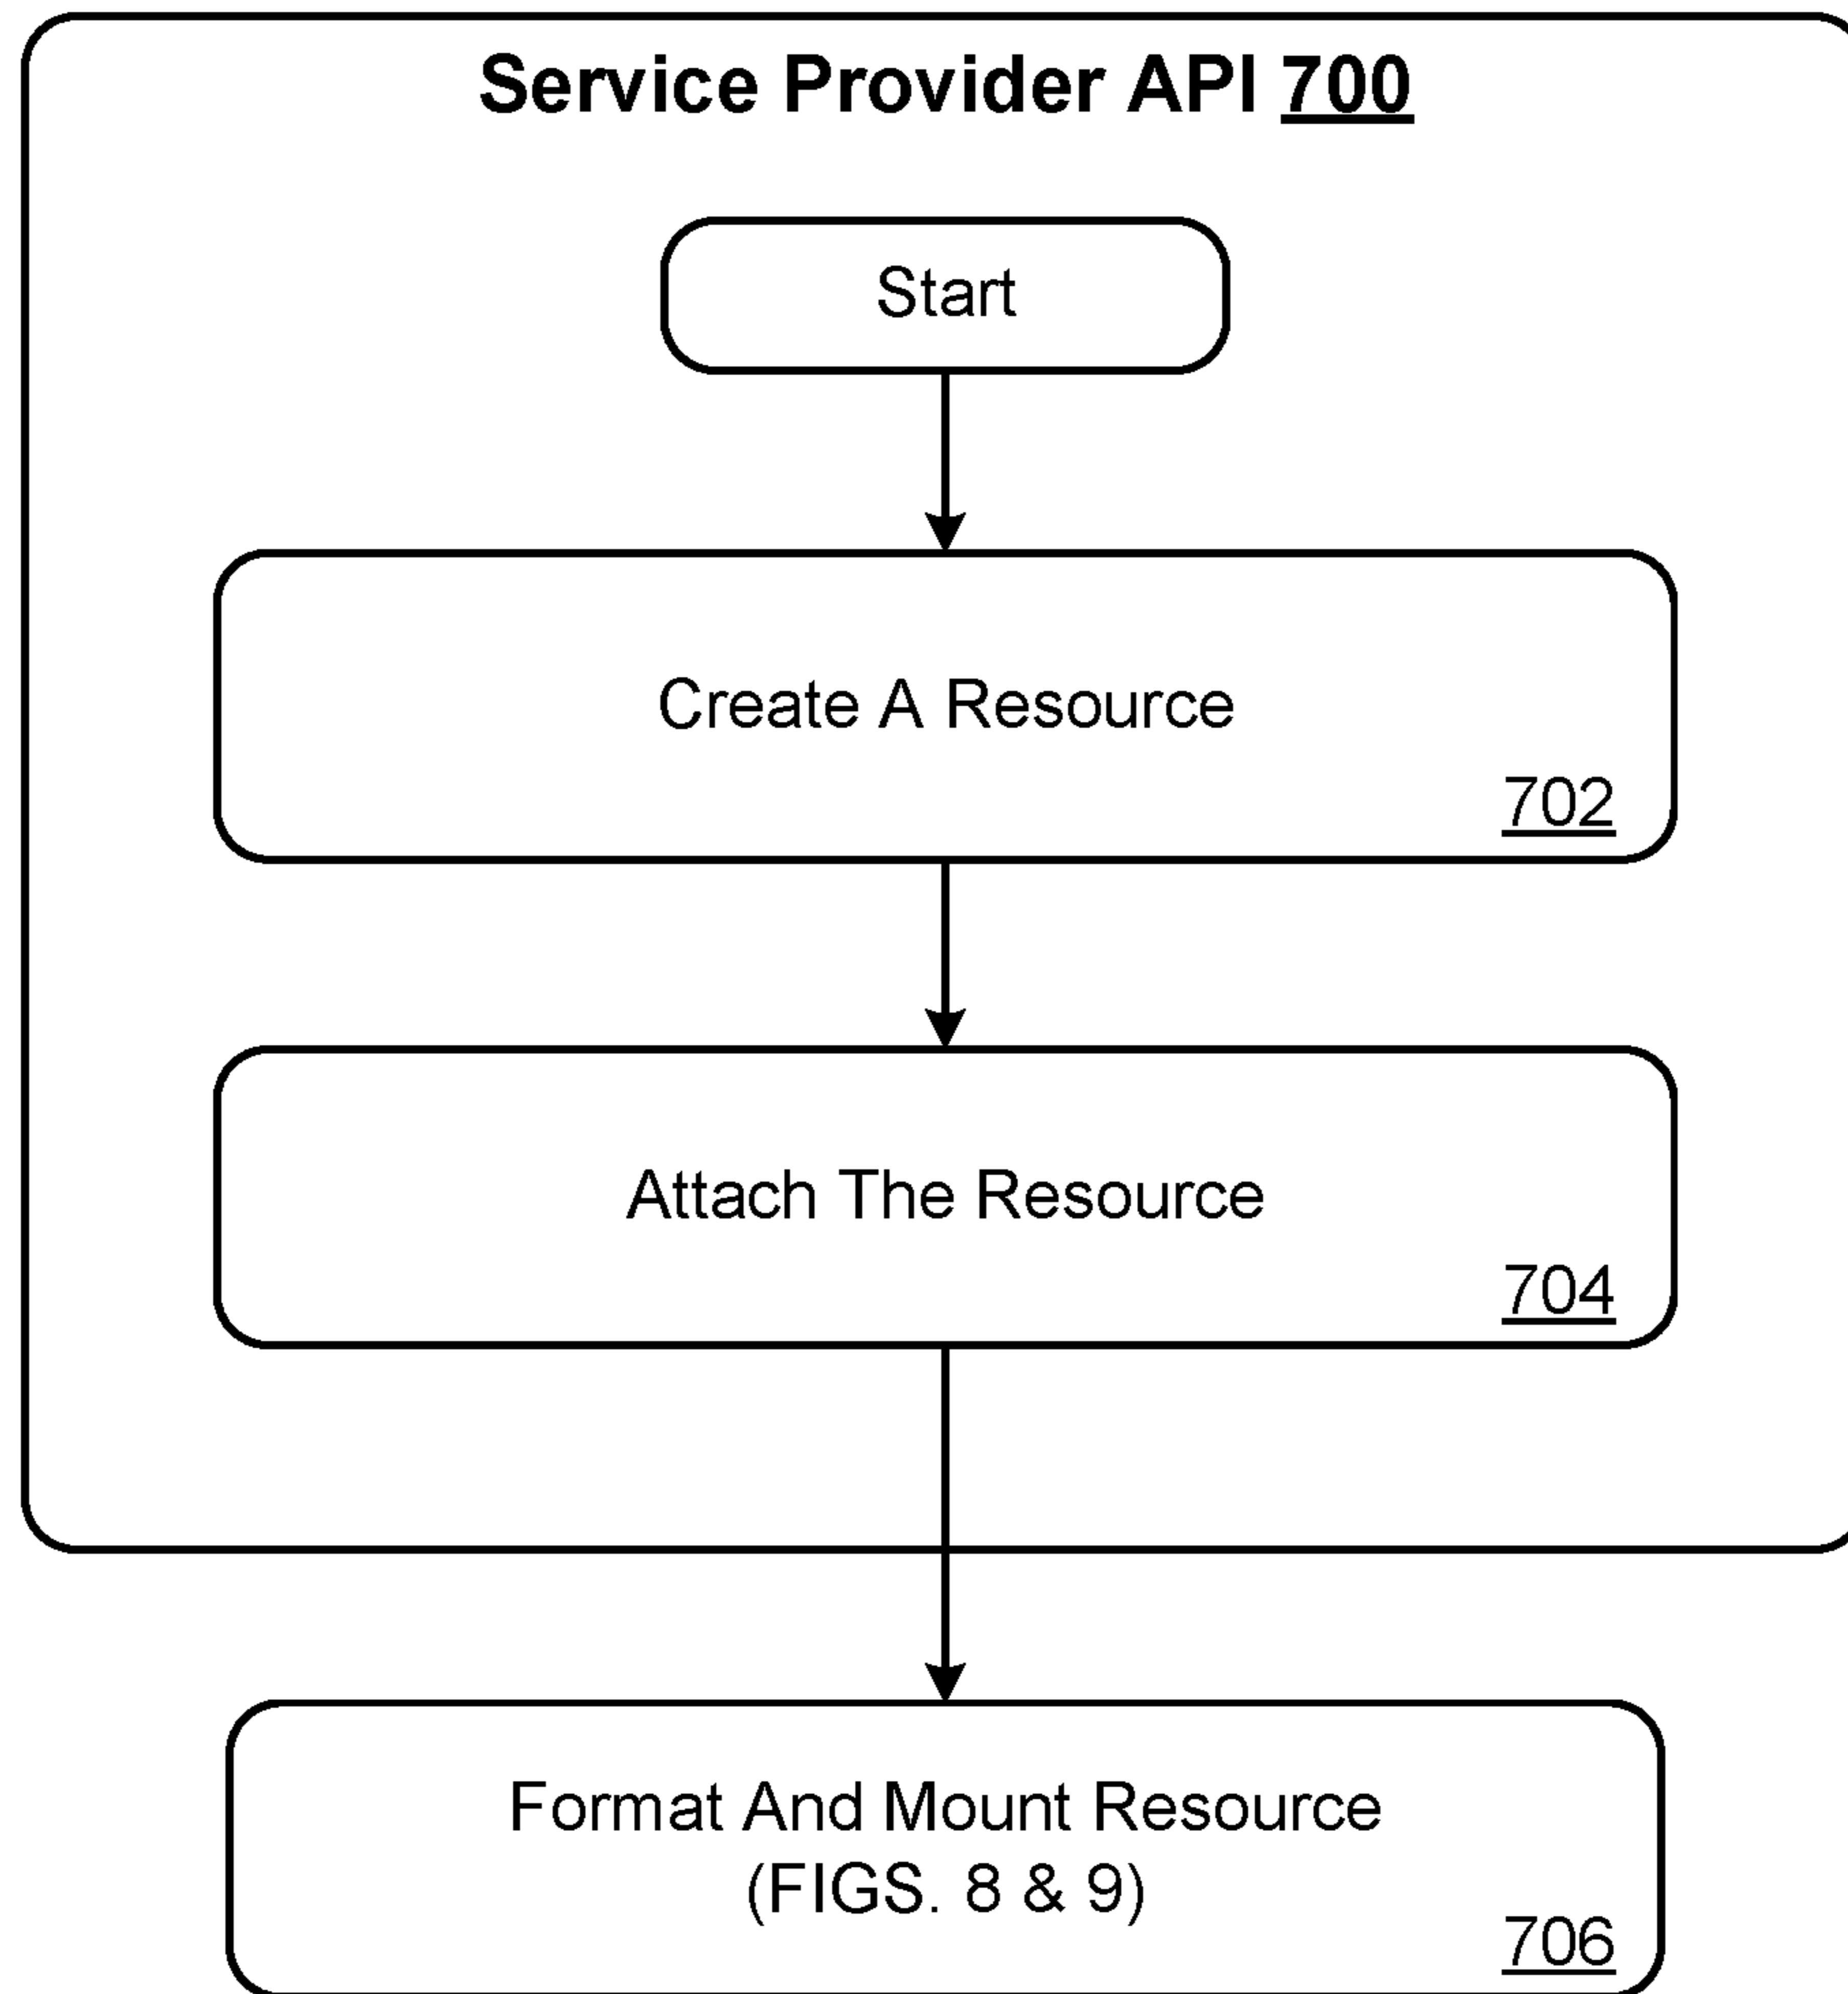 Service Provider API 700
Start
Create A Resource
702
Attach The Resource
704
Format And Mount Resource
(FIGS. 8 & 9)
706